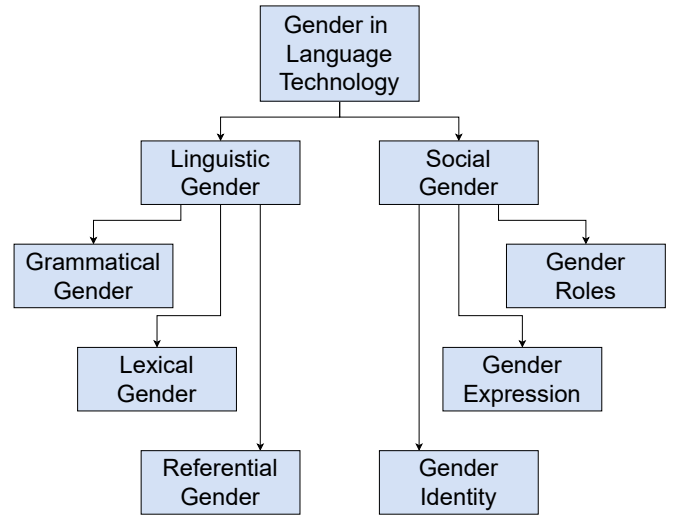 Gender in
Language
Technology
Linguistic
Gender
Social
Gender
Grammatical
Gender
Gender
Roles
Lexical
Gender
Gender
Expression
Referential
Gender
Gender
Identity